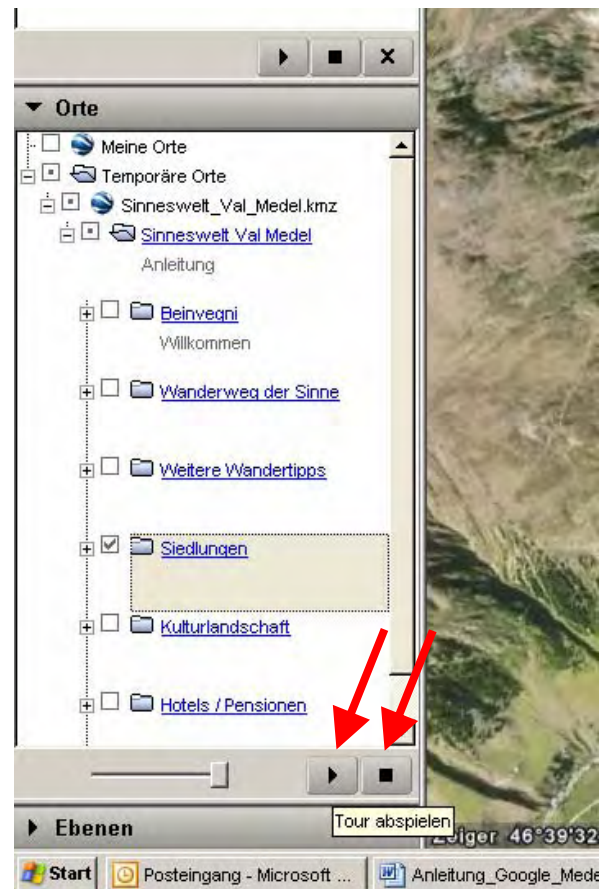 Orte
Meine Orte
Temporäre Orte
Sinneswelt_Val_Medel.kmz
Sinneswelt Val Medel
Anleitung
Beinvegni
Willkommen
Wanderweg der Sinne
Weitere Wandertipps
Siedlungen
Kulturlandschaft
Hotels / Pensionen
Tour abspielen
Ebenen
Zeiger 46°39'32
Start
Posteingang - Microsoft ...
Anleitung_Google_Mede